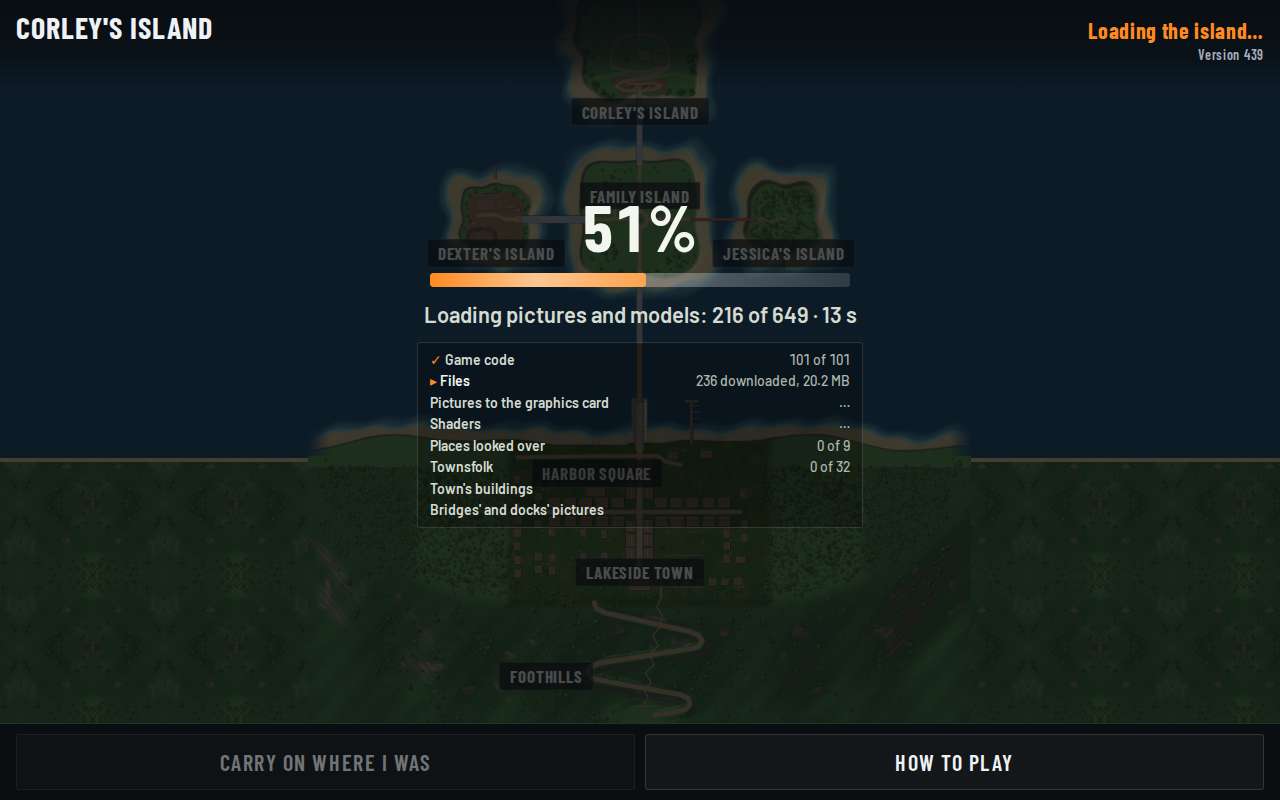 CORLEY'S ISLAND
Loading the island...
Version 439
CORLEY'S ISLAND
FAMILY ISLAND
51%
DEXTER'S ISLAND
JESSICA'S ISLAND
Loading pictures and models: 216 of 649 · 13 s
✓ Game code 101 of 101
▸ Files 236 downloaded, 20.2 MB
Pictures to the graphics card ...
Shaders ...
Places looked over 0 of 9
Townsfolk 0 of 32
HARBOR SQUARE
Town's buildings
Bridges' and docks' pictures
LAKESIDE TOWN
FOOTHILLS
CARRY ON WHERE I WAS
HOW TO PLAY